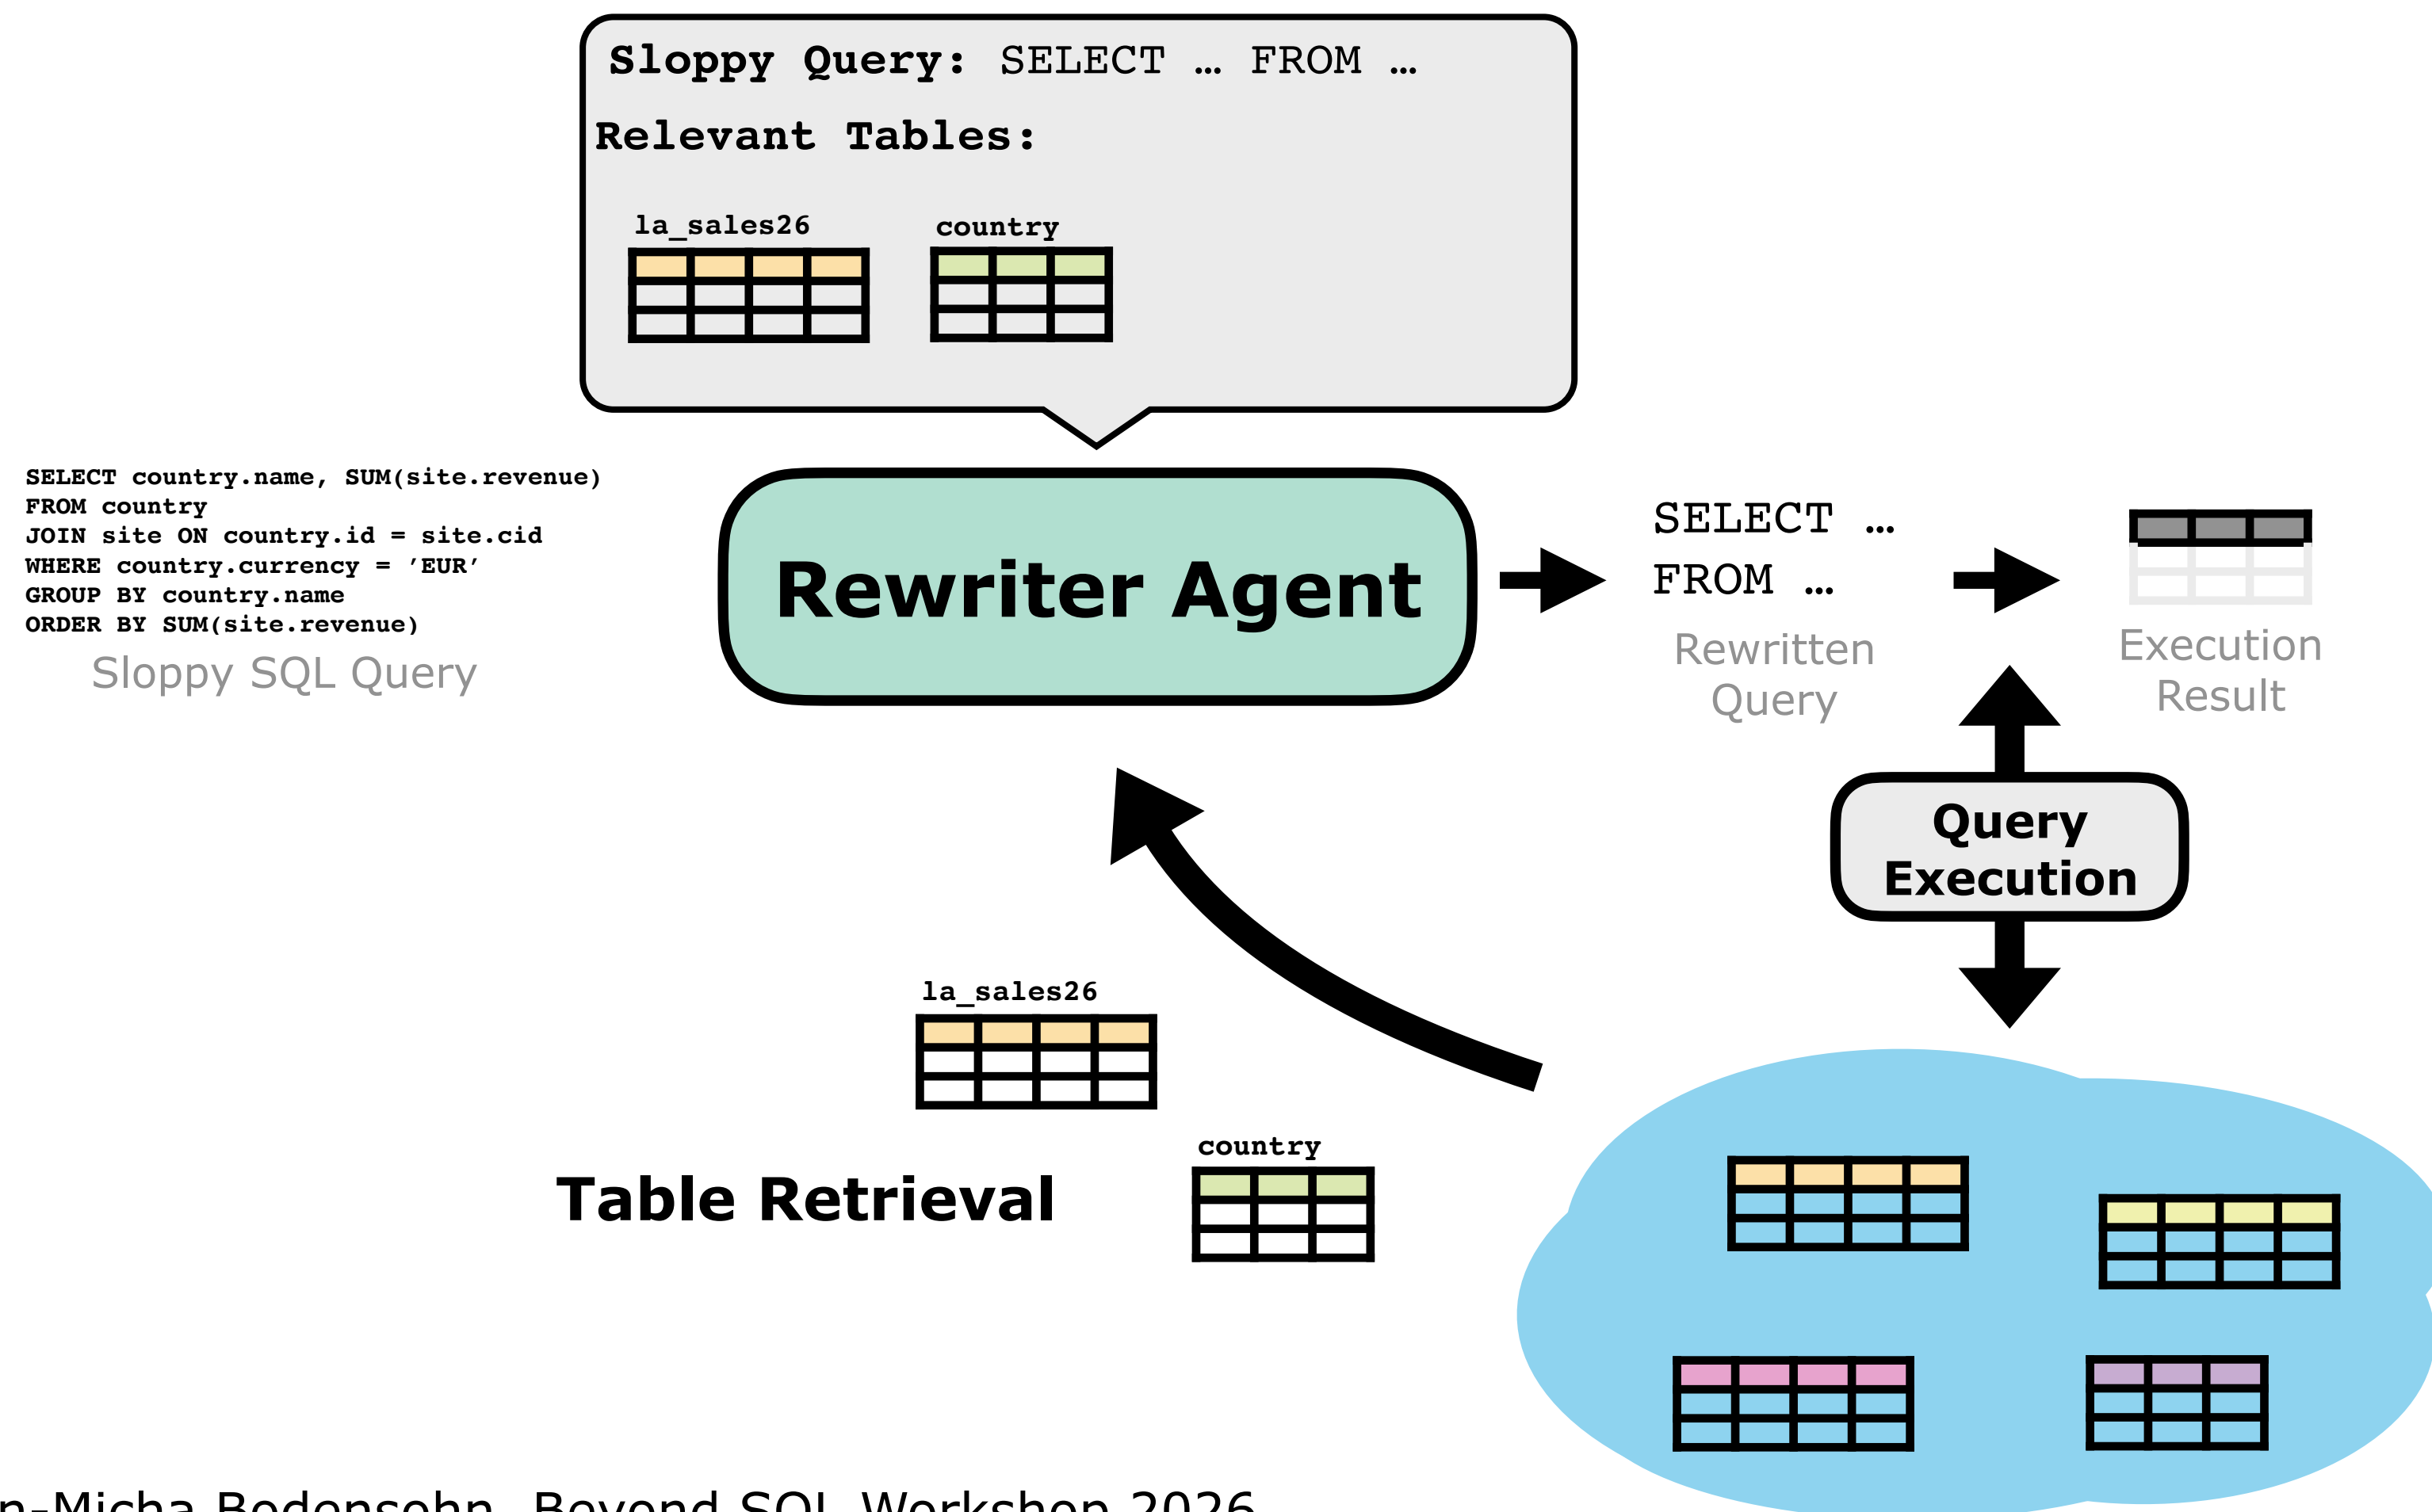 Sloppy Query: SELECT … FROM …
Relevant Tables:
la_sales26
country
SELECT country.name, SUM(site.revenue)
FROM country
JOIN site ON country.id = site.cid
WHERE country.currency = ’EUR’
GROUP BY country.name
ORDER BY SUM(site.revenue)
Sloppy SQL Query
Rewriter Agent
SELECT …
FROM …
Rewritten
Query
Execution
Result
Query
Execution
la_sales26
country
Table Retrieval
n-Micha Bodensohn, Beyond SQL Workshop 2026